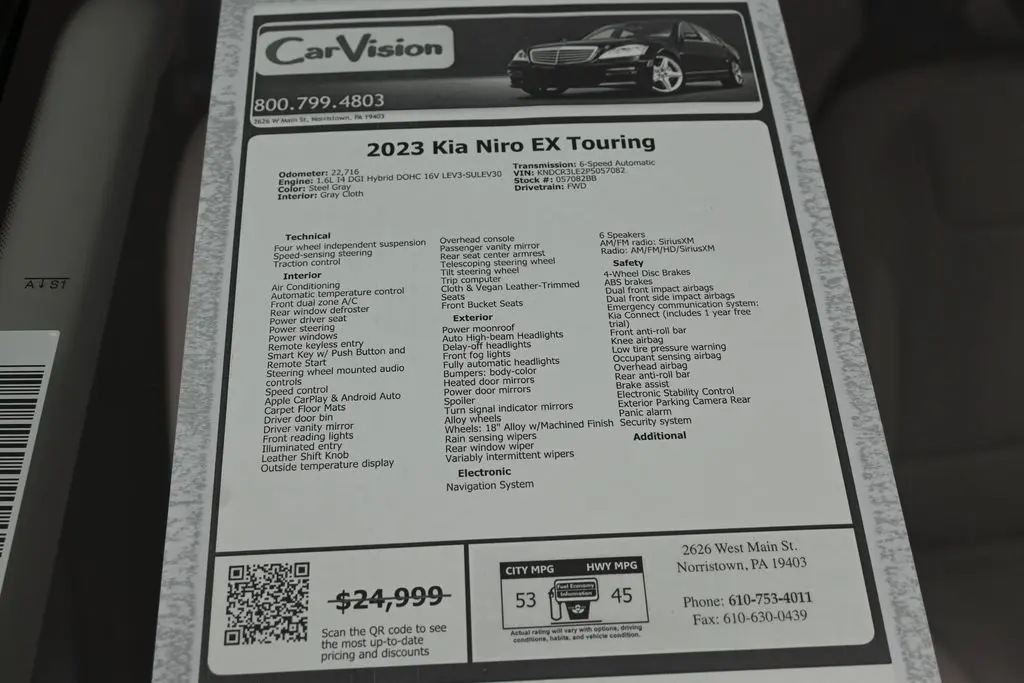 CarVision
800.799.4803
2626 W Main St, Norristown, PA 19403
2023 Kia Niro EX Touring
Odometer: 22,716
Engine: 1.6L I4 DGI Hybrid DOHC 16V LEV3-SULEV30
Color: Steel Gray
Interior: Gray Cloth
Transmission: 6-Speed Automatic
VIN: KNDCR3LE2P5057082
Stock #: 057082BB
Drivetrain: FWD
Technical
Four wheel independent suspension
Speed-sensing steering
Traction control
Interior
Air Conditioning
Automatic temperature control
Front dual zone A/C
Rear window defroster
Power driver seat
Power steering
Power windows
Remote keyless entry
Smart Key w/ Push Button and
Remote Start
Steering wheel mounted audio
controls
Speed control
Apple CarPlay & Android Auto
Carpet Floor Mats
Driver door bin
Driver vanity mirror
Front reading lights
Illuminated entry
Leather Shift Knob
Outside temperature display
Overhead console
Passenger vanity mirror
Rear seat center armrest
Telescoping steering wheel
Tilt steering wheel
Trip computer
Cloth & Vegan Leather-Trimmed
Seats
Front Bucket Seats
Exterior
Power moonroof
Auto High-beam Headlights
Delay-off headlights
Front fog lights
Fully automatic headlights
Bumpers: body-color
Heated door mirrors
Power door mirrors
Spoiler
Turn signal indicator mirrors
Alloy wheels
Wheels: 18" Alloy w/Machined Finish
Rain sensing wipers
Rear window wiper
Variably intermittent wipers
Electronic
Navigation System
6 Speakers
AM/FM radio: SiriusXM
Radio: AM/FM/HD/SiriusXM
Safety
4-Wheel Disc Brakes
ABS brakes
Dual front impact airbags
Dual front side impact airbags
Emergency communication system:
Kia Connect (includes 1 year free
trial)
Front anti-roll bar
Knee airbag
Low tire pressure warning
Occupant sensing airbag
Overhead airbag
Rear anti-roll bar
Brake assist
Electronic Stability Control
Exterior Parking Camera Rear
Panic alarm
Security system
Additional
A↓S1
$24,999
Scan the QR code to see
the most up-to-date
pricing and discounts
CITY MPG
HWY MPG
Fuel Economy
Information
53
45
Actual rating will vary with options, driving
conditions, habits, and vehicle condition.
2626 West Main St.
Norristown, PA 19403
Phone: 610-753-4011
Fax: 610-630-0439